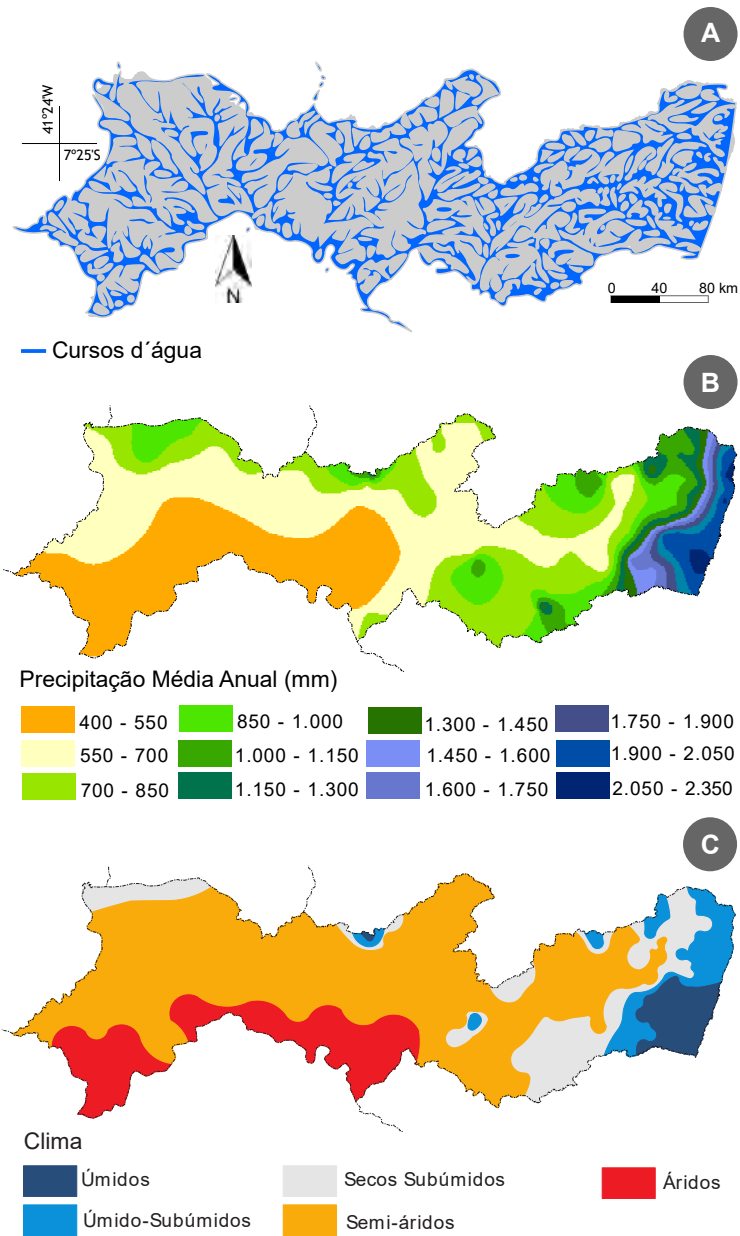 A
41°24'W
7°25'S
N
0 40 80 km
Cursos d´água
B
Precipitação Média Anual (mm)
400 - 550
850 - 1.000
1.300 - 1.450
1.750 - 1.900
550 - 700
1.000 - 1.150
1.450 - 1.600
1.900 - 2.050
700 - 850
1.150 - 1.300
1.600 - 1.750
2.050 - 2.350
C
Clima
Úmidos
Secos Subúmidos
Áridos
Úmido-Subúmidos
Semi-áridos